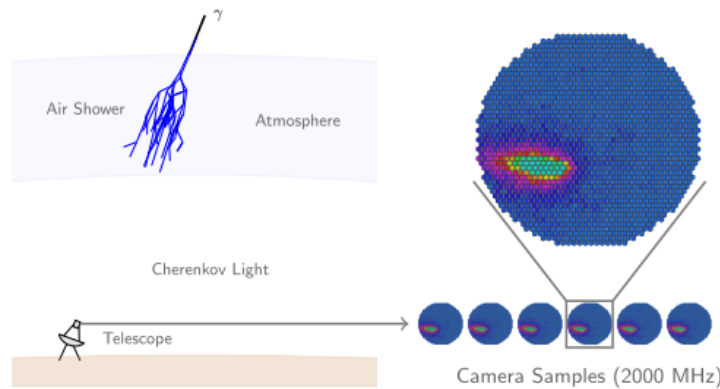 γ
Air Shower
Atmosphere
Cherenkov Light
Telescope
Camera Samples (2000 MHz)